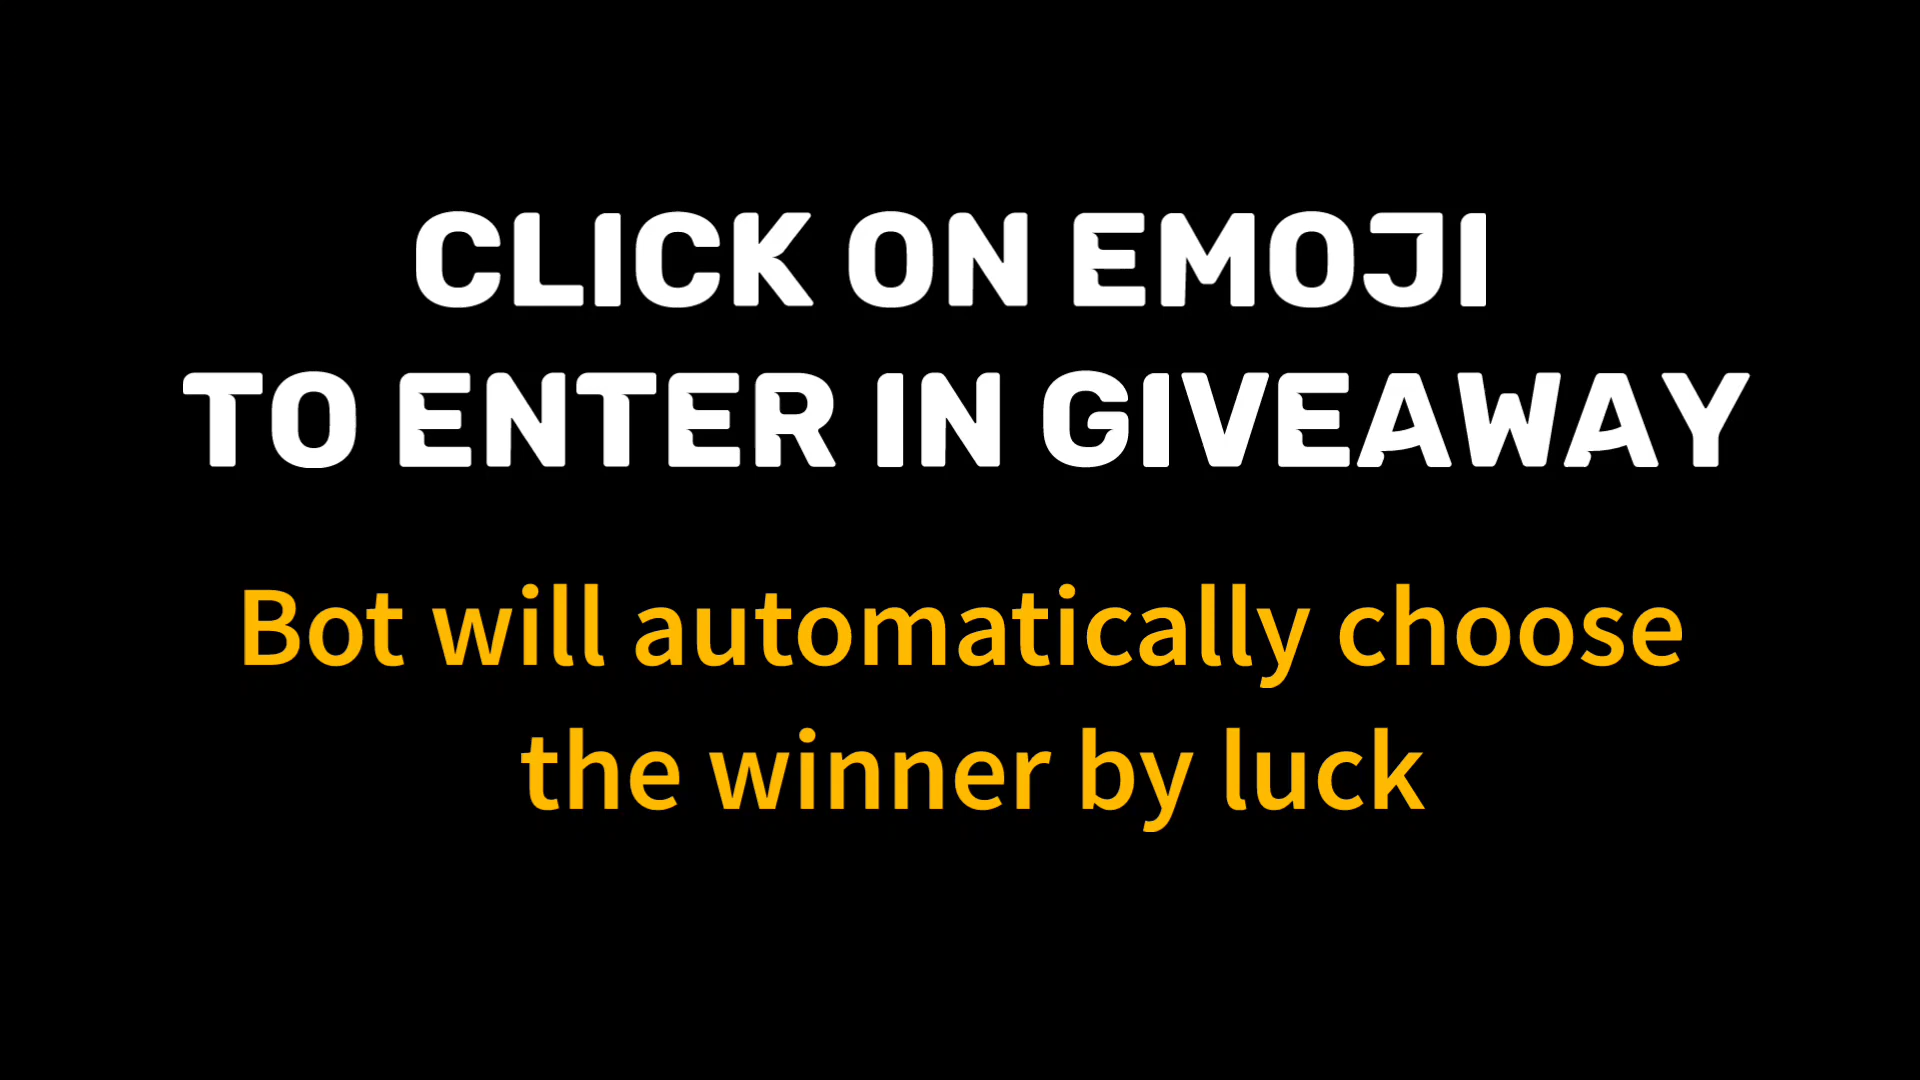 CLICK ON EMOJI
TO ENTER IN GIVEAWAY
Bot will automatically choose
the winner by luck